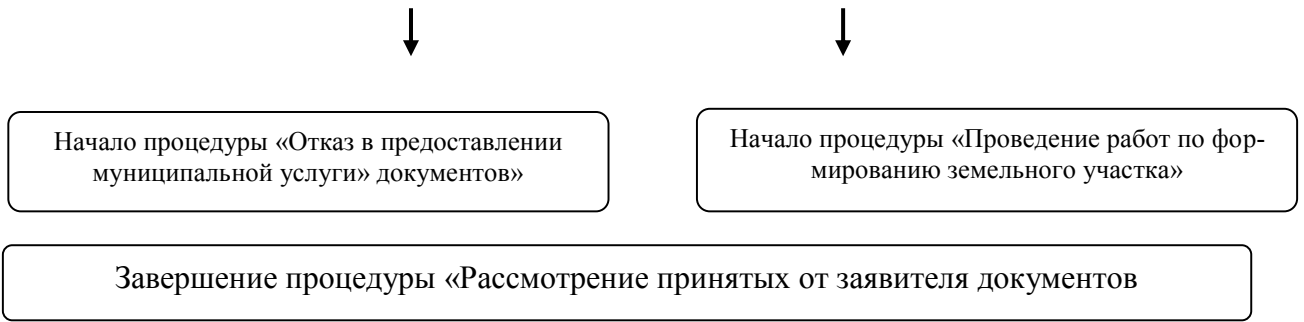 Начало процедуры «Отказ в предоставлении
муниципальной услуги» документов»
Начало процедуры «Проведение работ по фор-
мированию земельного участка»
Завершение процедуры «Рассмотрение принятых от заявителя документов